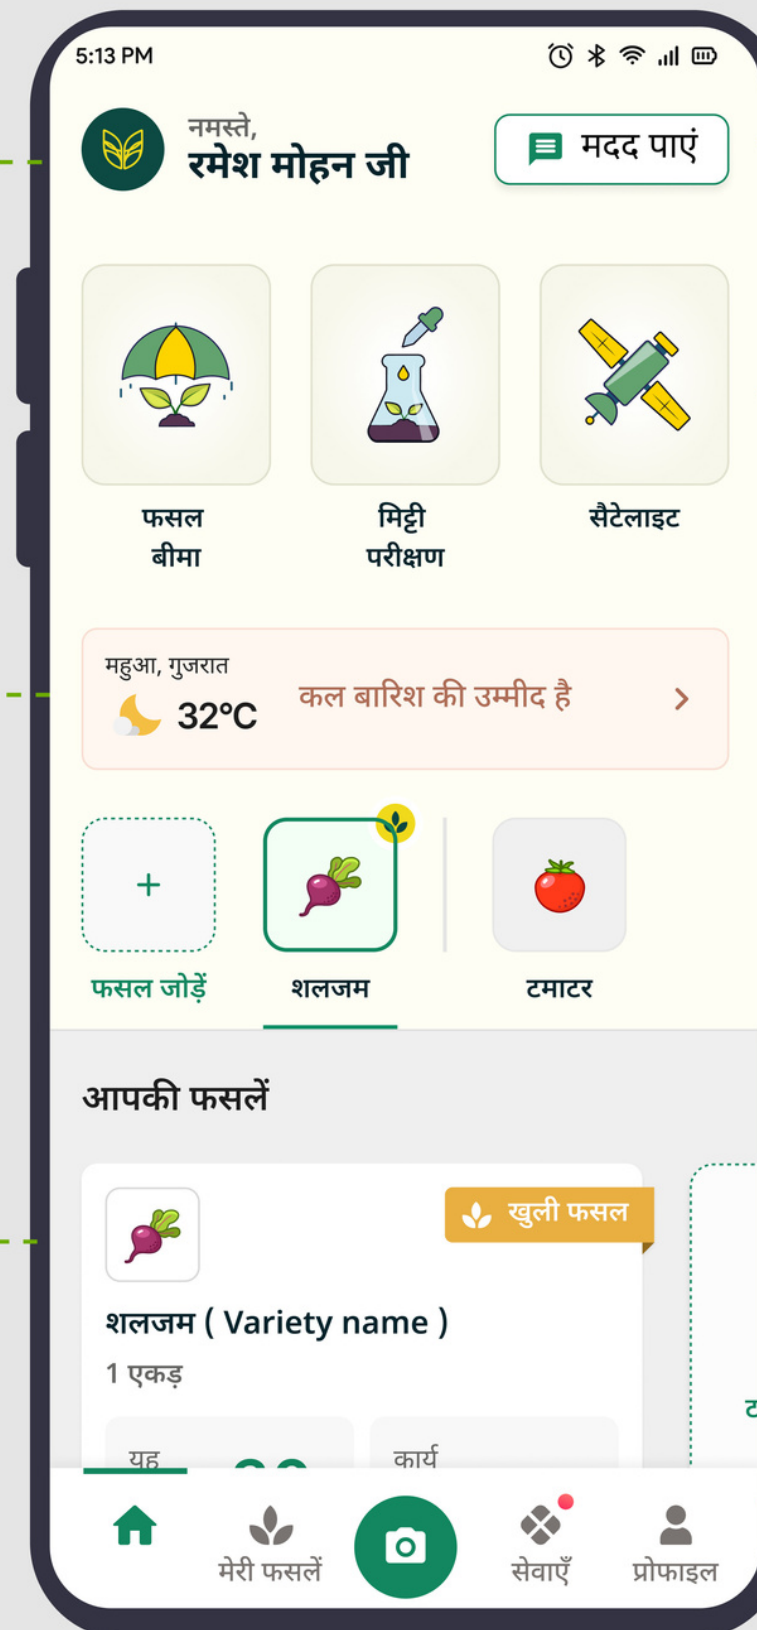 5:13 PM
नमस्ते,
रमेश मोहन जी
मदद पाएं
फसल
बीमा
मिट्टी
परीक्षण
सैटेलाइट
महुआ, गुजरात
32°C
कल बारिश की उम्मीद है
फसल जोड़ें
शलजम
टमाटर
आपकी फसलें
खुली फसल
शलजम ( Variety name )
1 एकड़
यह
कार्य
मेरी फसलें
सेवाएँ
प्रोफाइल